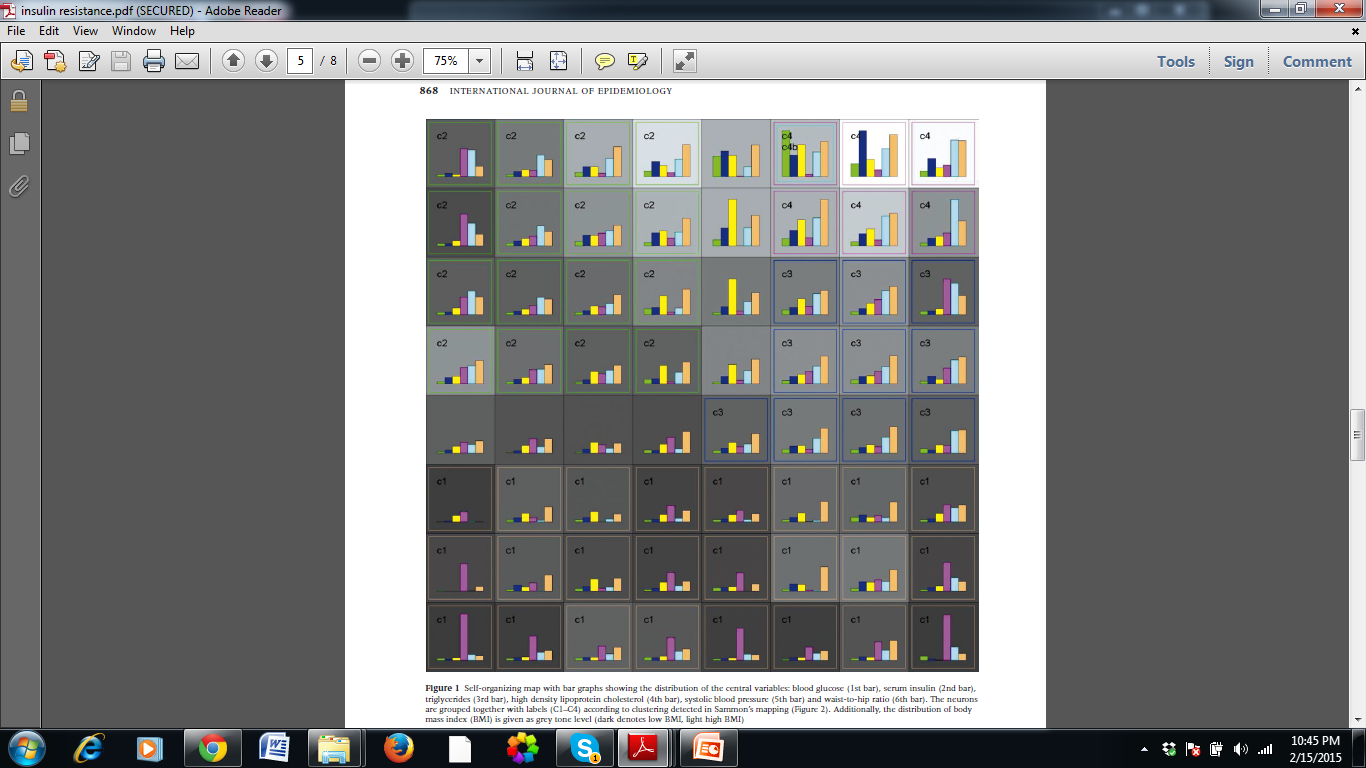 insulin resistance.pdf (SECURED) - Adobe Reader
File Edit View Window Help
5 / 8 75% Tools Sign Comment
868 INTERNATIONAL JOURNAL OF EPIDEMIOLOGY
c2 c2 c2 c2 c4 c4 c4
c4b
c2 c2 c2 c2 c4 c4 c4
c2 c2 c2 c2 c3 c3 c3
c2 c2 c2 c2 c3 c3 c3
c3 c3 c3 c3
c1 c1 c1 c1 c1 c1 c1 c1
c1 c1 c1 c1 c1 c1 c1 c1
c1 c1 c1 c1 c1 c1 c1 c1
Figure 1 Self-organizing map with bar graphs showing the distribution of the central variables: blood glucose (1st bar), serum insulin (2nd bar),
triglycerides (3rd bar), high density lipoprotein cholesterol (4th bar), systolic blood pressure (5th bar) and waist-to-hip ratio (6th bar). The neurons
are grouped together with labels (C1–C4) according to clustering detected in Sammon's mapping (Figure 2). Additionally, the distribution of body
mass index (BMI) is given as grey tone level (dark denotes low BMI, light high BMI)
10:45 PM
2/15/2015